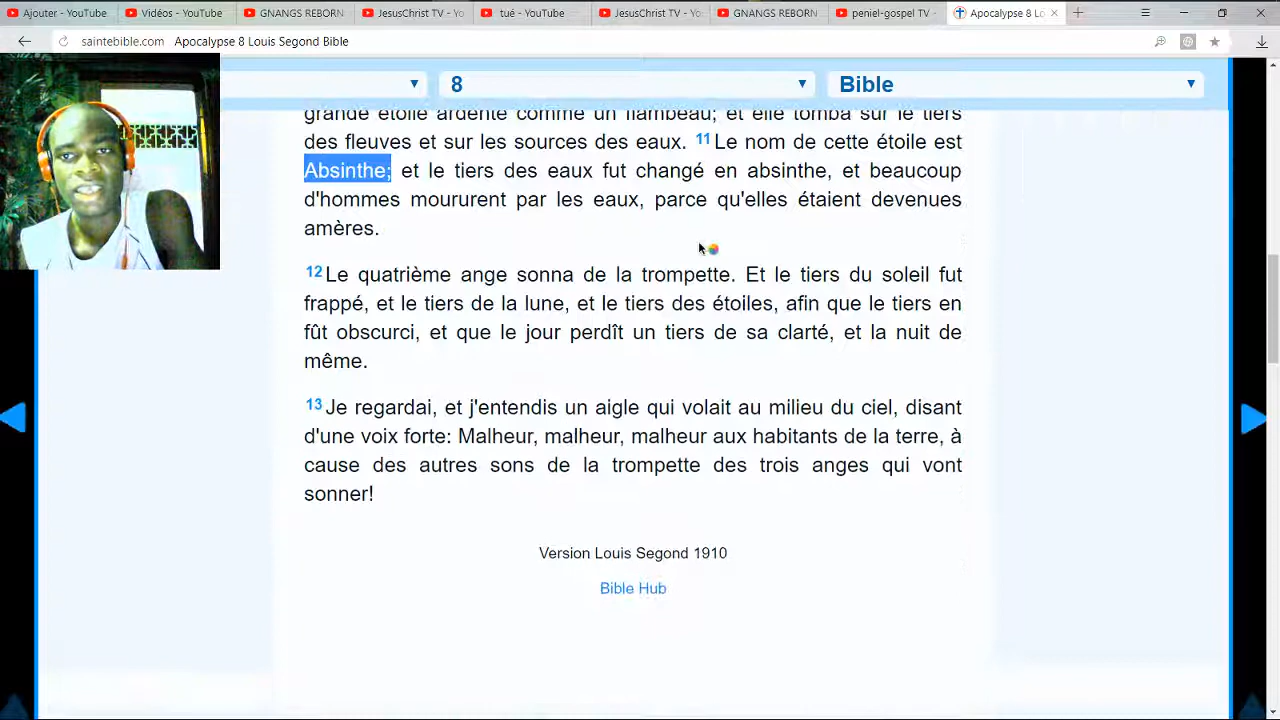 Ajouter - YouTube
Vidéos - YouTube
GNANGS REBORN
JesusChrist TV - Yo
tué - YouTube
JesusChrist TV - Yo
GNANGS REBORN
peniel-gospel TV -
Apocalypse 8 Lo
saintebible.com Apocalypse 8 Louis Segond Bible
8
Bible
grande étoile ardente comme un flambeau; et elle tomba sur le tiers
des fleuves et sur les sources des eaux. 11 Le nom de cette étoile est
Absinthe; et le tiers des eaux fut changé en absinthe, et beaucoup
d'hommes moururent par les eaux, parce qu'elles étaient devenues
amères.
12 Le quatrième ange sonna de la trompette. Et le tiers du soleil fut
frappé, et le tiers de la lune, et le tiers des étoiles, afin que le tiers en
fût obscurci, et que le jour perdît un tiers de sa clarté, et la nuit de
même.
13 Je regardai, et j'entendis un aigle qui volait au milieu du ciel, disant
d'une voix forte: Malheur, malheur, malheur aux habitants de la terre, à
cause des autres sons de la trompette des trois anges qui vont
sonner!
Version Louis Segond 1910
Bible Hub